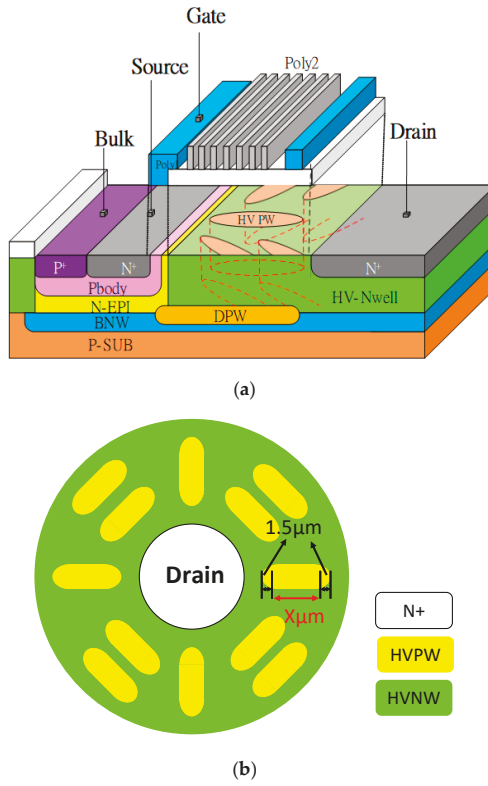 Gate
Poly2
Source
Drain
Bulk
Poly1
HV PW
P+
N+
N+
Pbody
HV-Nwell
N-EPI
DPW
BNW
P-SUB
(a)
1.5μm
Drain
Xμm
N+
HVPW
HVNW
(b)